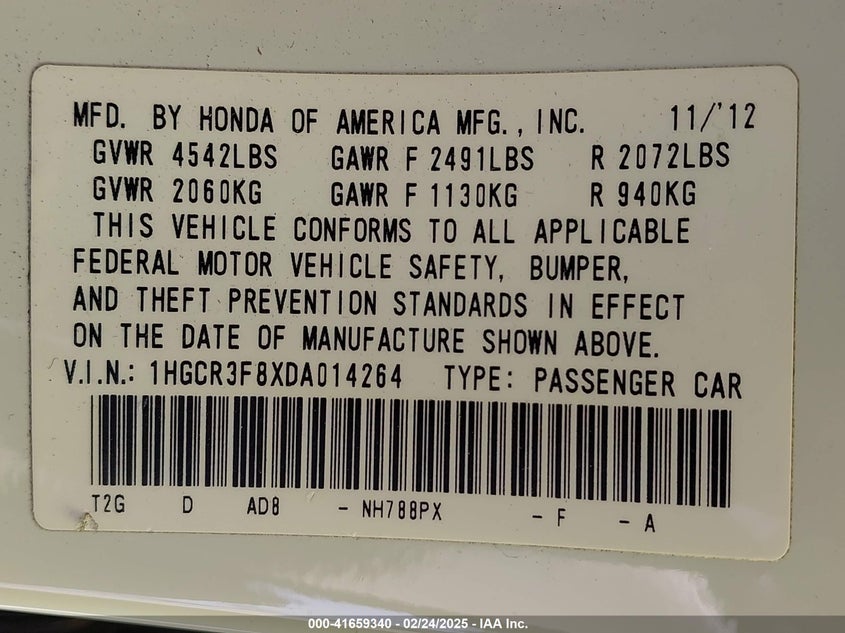 MFD. BY HONDA OF AMERICA MFG., INC. 11/'12
GVWR 4542LBS GAWR F 2491LBS R 2072LBS
GVWR 2060KG GAWR F 1130KG R 940KG
THIS VEHICLE CONFORMS TO ALL APPLICABLE
FEDERAL MOTOR VEHICLE SAFETY, BUMPER,
AND THEFT PREVENTION STANDARDS IN EFFECT
ON THE DATE OF MANUFACTURE SHOWN ABOVE.
V.I.N.: 1HGCR3F8XDA014264 TYPE: PASSENGER CAR
T2G D AD8 - NH788PX - F - A
000-41659340 - 02/24/2025 - IAA Inc.